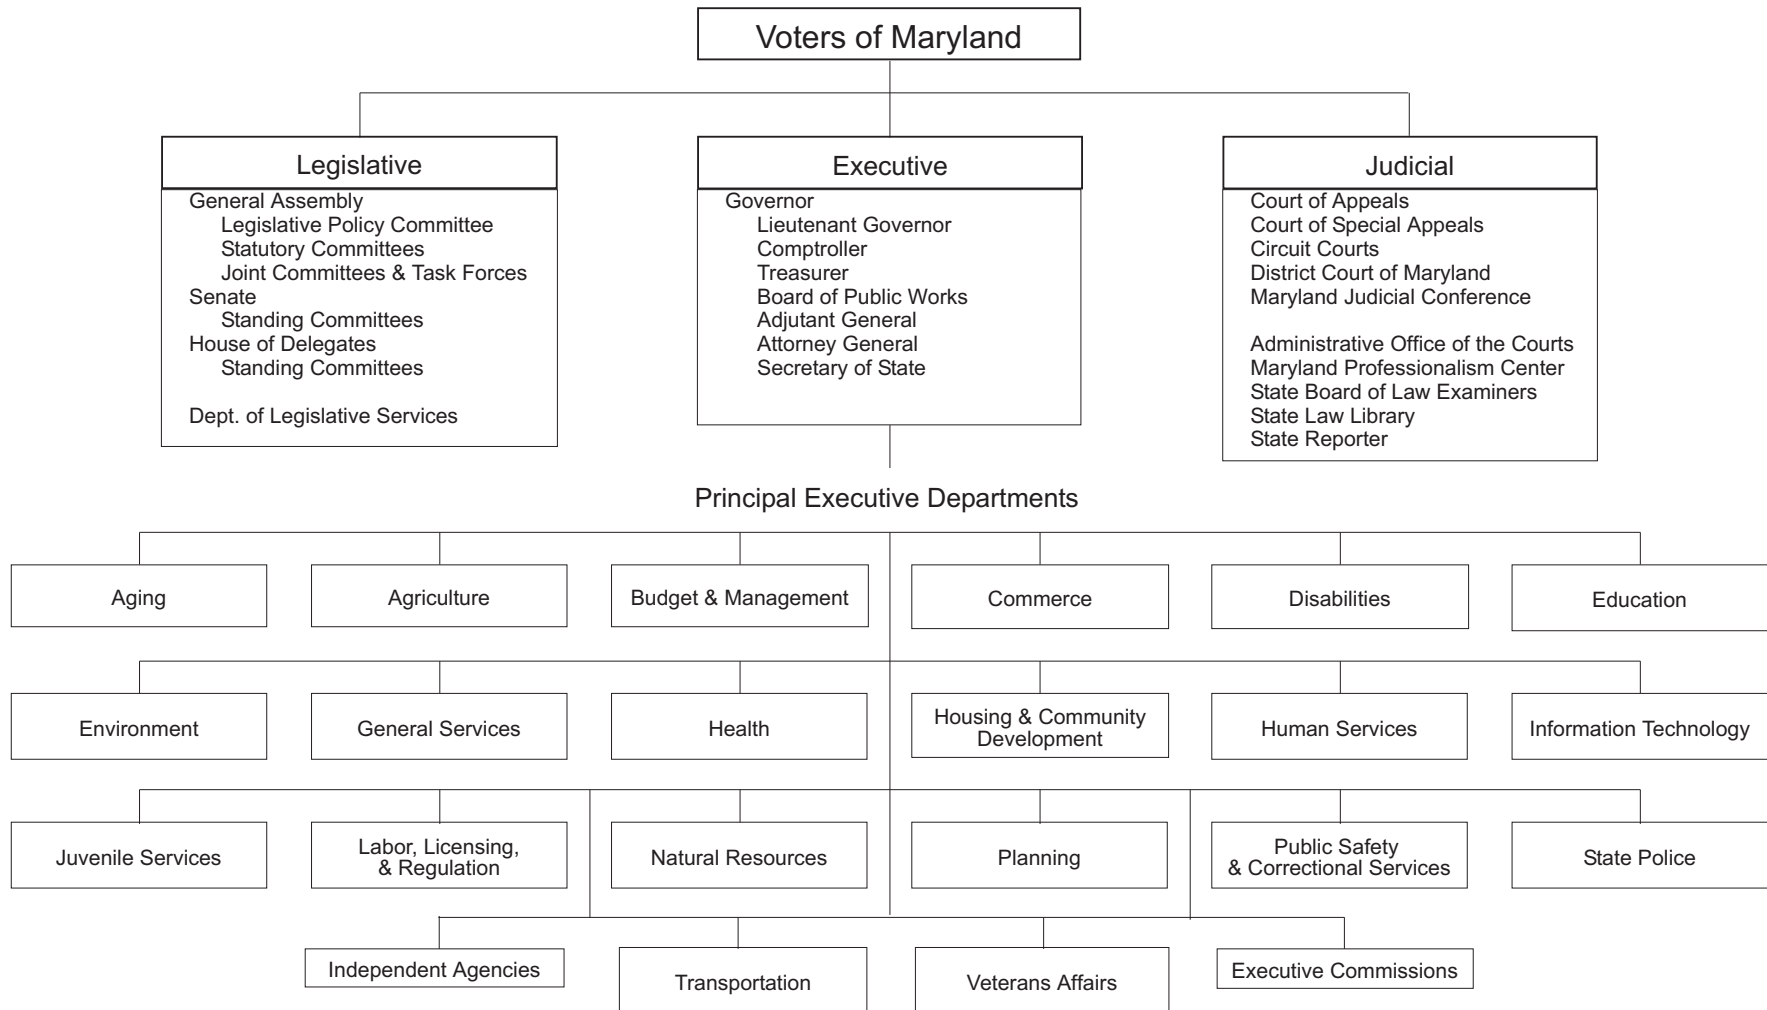 Voters of Maryland
Legislative
General Assembly
Legislative Policy Committee
Statutory Committees
Joint Committees & Task Forces
Senate
Standing Committees
House of Delegates
Standing Committees
Dept. of Legislative Services
Executive
Governor
Lieutenant Governor
Comptroller
Treasurer
Board of Public Works
Adjutant General
Attorney General
Secretary of State
Judicial
Court of Appeals
Court of Special Appeals
Circuit Courts
District Court of Maryland
Maryland Judicial Conference
Administrative Office of the Courts
Maryland Professionalism Center
State Board of Law Examiners
State Law Library
State Reporter
Principal Executive Departments
Aging
Agriculture
Budget & Management
Commerce
Disabilities
Education
Environment
General Services
Health
Housing & Community
Development
Human Services
Information Technology
Juvenile Services
Labor, Licensing,
& Regulation
Natural Resources
Planning
Public Safety
& Correctional Services
State Police
Independent Agencies
Transportation
Veterans Affairs
Executive Commissions